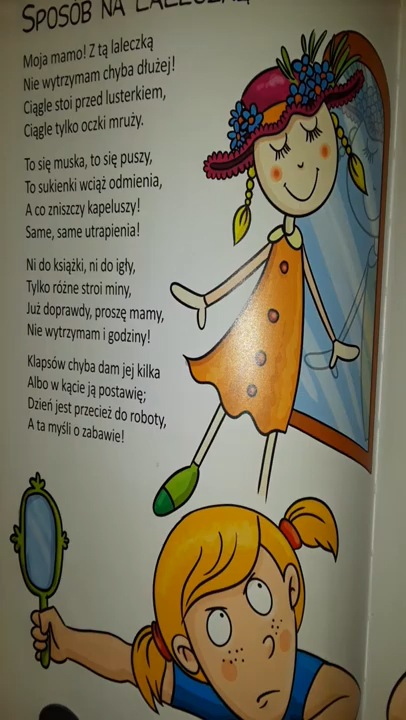 SPOSÓB NA LALECZKĘ
Moja mamo! Z tą laleczką
Nie wytrzymam chyba dłużej!
Ciągle stoi przed lusterkiem,
Ciągle tylko oczki mruży.
To się muska, to się puszy,
To sukienki wciąż odmienia,
A co zniszczy kapeluszy!
Same, same utrapienia!
Ni do książki, ni do igły,
Tylko różne stroi miny,
Już doprawdy, proszę mamy,
Nie wytrzymam i godziny!
Klapsów chyba dam jej kilka
Albo w kącie ją postawię;
Dzień jest przecież do roboty,
A ta myśli o zabawie!